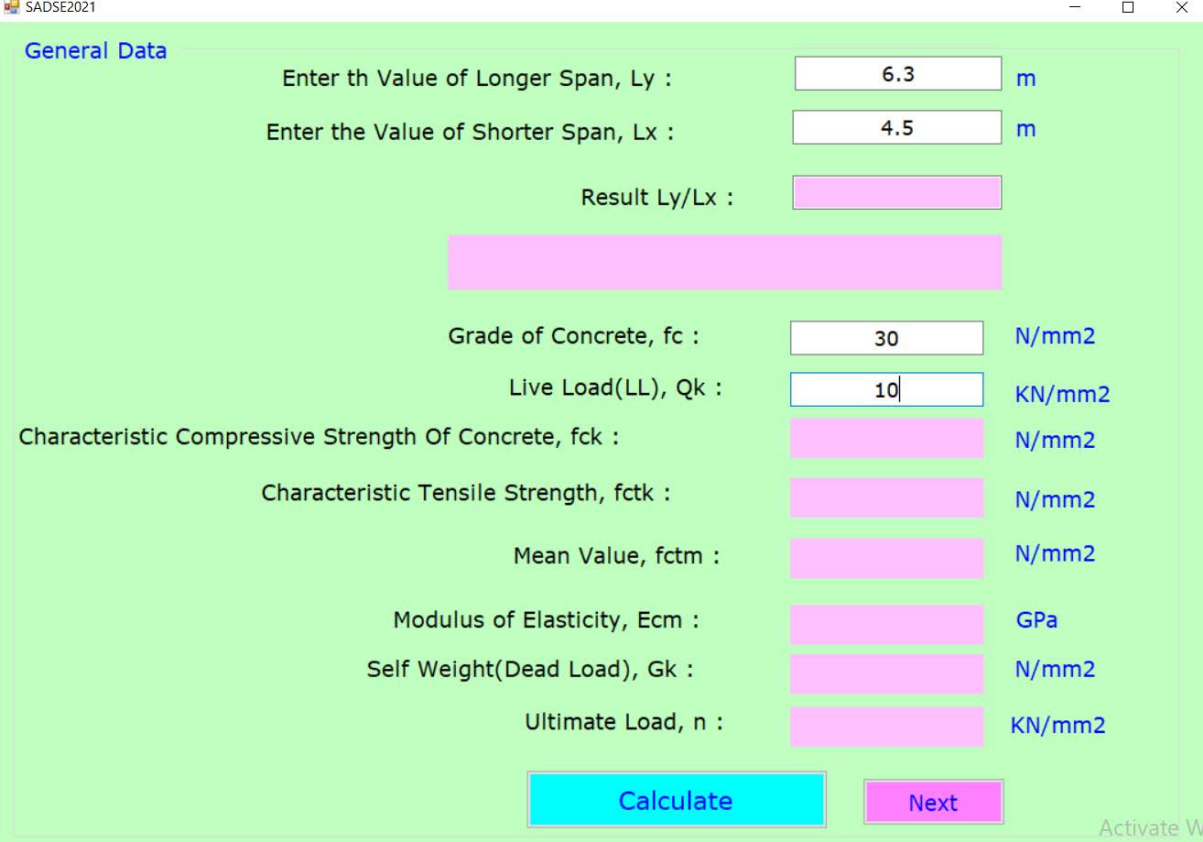 SADSE2021
General Data
Enter th Value of Longer Span, Ly : 6.3 m
Enter the Value of Shorter Span, Lx : 4.5 m
Result Ly/Lx :
Grade of Concrete, fc : 30 N/mm2
Live Load(LL), Qk : 10 KN/mm2
Characteristic Compressive Strength Of Concrete, fck : N/mm2
Characteristic Tensile Strength, fctk : N/mm2
Mean Value, fctm : N/mm2
Modulus of Elasticity, Ecm : GPa
Self Weight(Dead Load), Gk : N/mm2
Ultimate Load, n : KN/mm2
Calculate Next
Activate